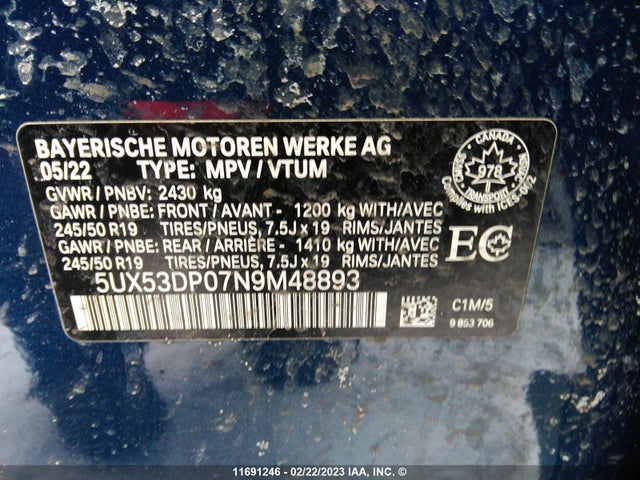 BAYERISCHE MOTOREN WERKE AG
05/22 TYPE: MPV / VTUM
GVWR / PNBV: 2430 kg
GAWR / PNBE: FRONT / AVANT - 1200 kg WITH/AVEC
245/50 R19 TIRES/PNEUS, 7.5J x 19 RIMS/JANTES
GAWR / PNBE: REAR / ARRIÈRE - 1410 kg WITH/AVEC
245/50 R19 TIRES/PNEUS, 7.5J x 19 RIMS/JANTES
5UX53DP07N9M48893
CANADA
978
TRANSPORT
Complies with ICES-002
EC
C1M/5
9 853 706
11691246 - 02/22/2023 IAA, INC. ©